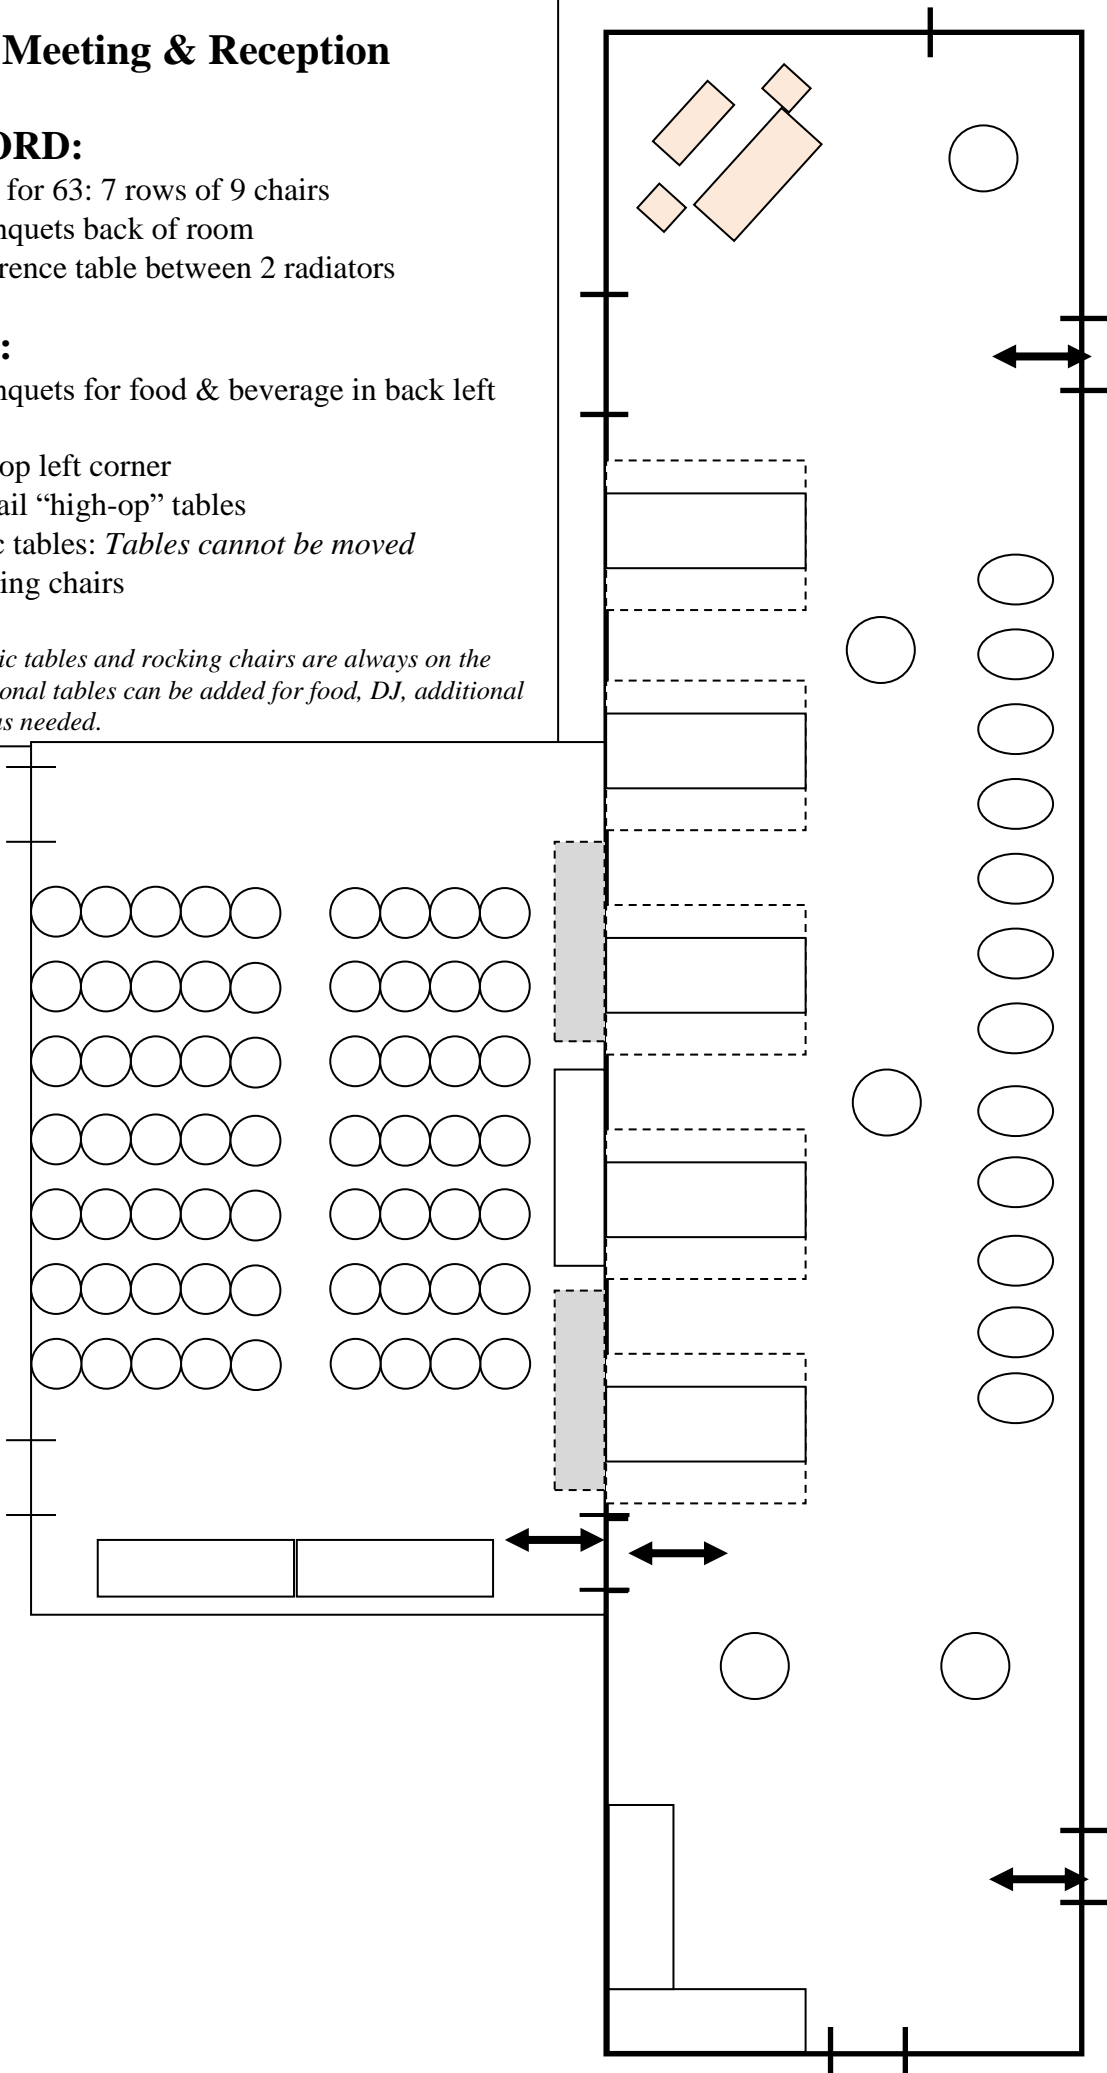 Meeting & Reception
ORD:
for 63: 7 rows of 9 chairs
nquets back of room
rence table between 2 radiators
:
nquets for food & beverage in back left
op left corner
ail “high-op” tables
c tables: Tables cannot be moved
ing chairs
ic tables and rocking chairs are always on the
onal tables can be added for food, DJ, additional
as needed.